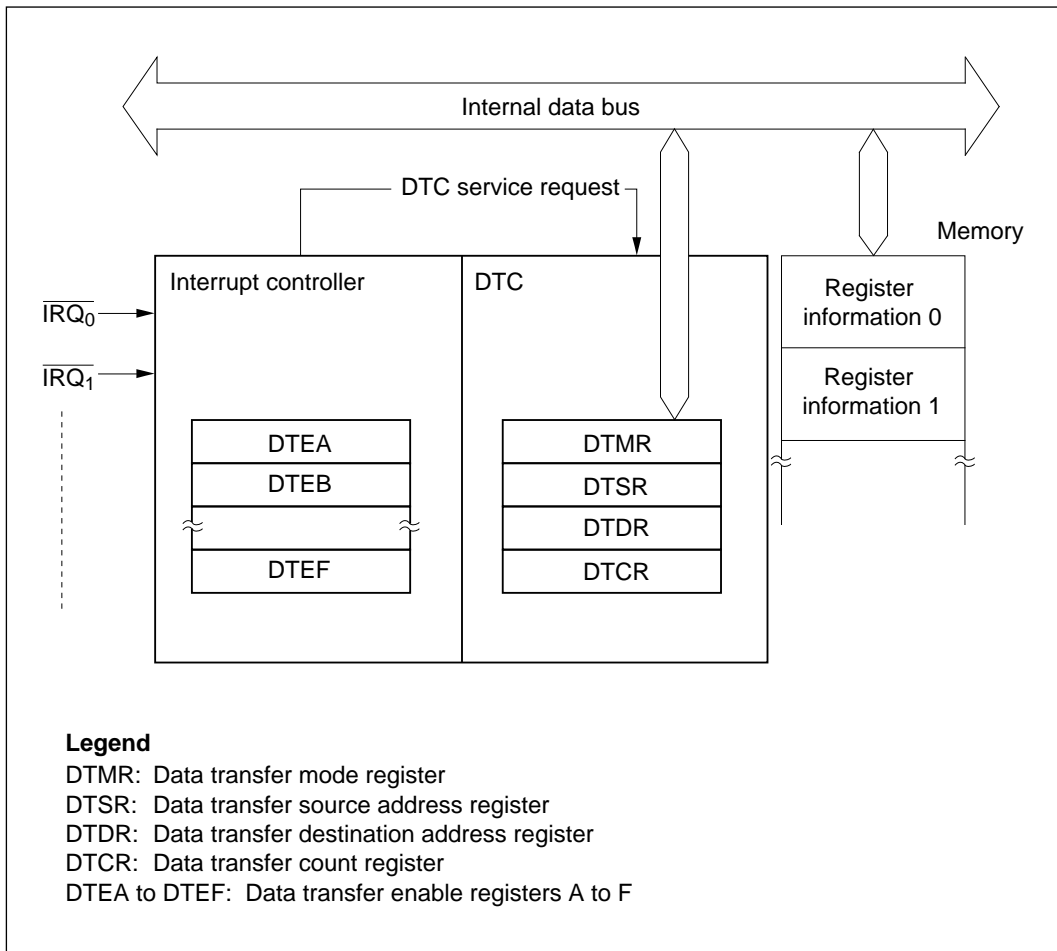 Internal data bus
DTC service request
Memory
Interrupt controller
DTC
Register
information 0
IRQ0
IRQ1
Register
information 1
DTEA
DTEB
DTEF
DTMR
DTSR
DTDR
DTCR
Legend
DTMR: Data transfer mode register
DTSR: Data transfer source address register
DTDR: Data transfer destination address register
DTCR: Data transfer count register
DTEA to DTEF: Data transfer enable registers A to F